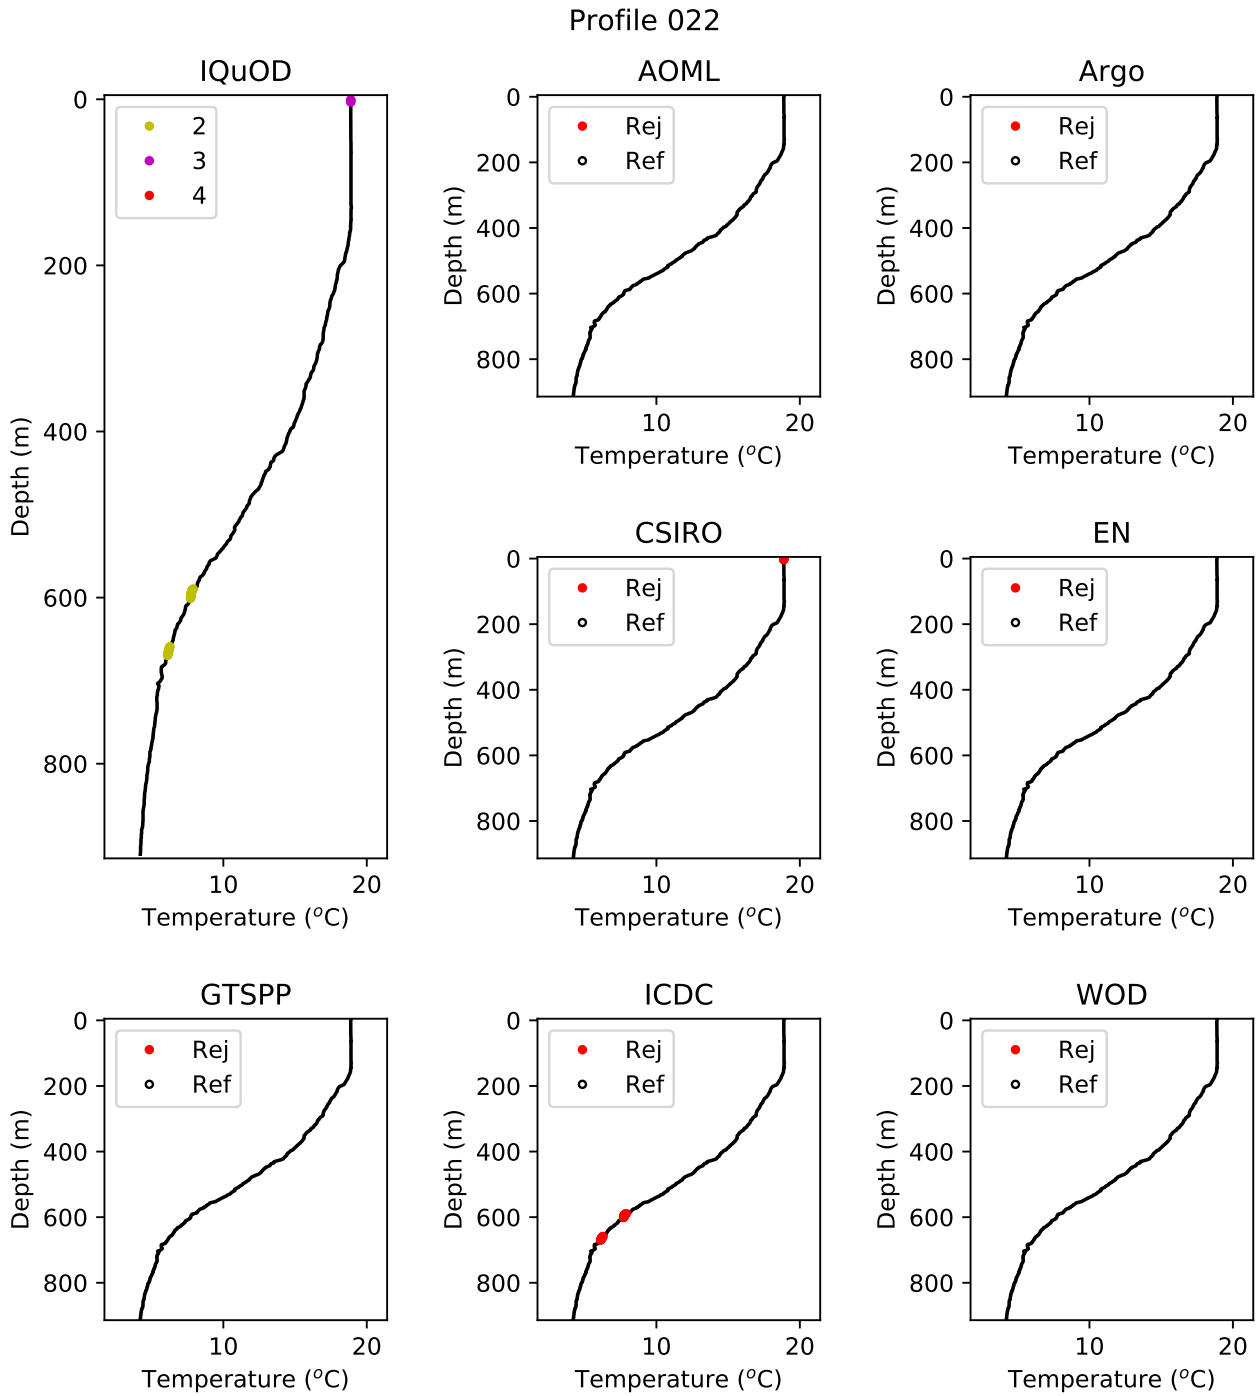 Profile 022
IQuOD
0
200
400
600
800
Depth (m)
2
3
4
10 20
Temperature (°C)
AOML
0
200
400
600
800
Depth (m)
Rej
Ref
10 20
Temperature (°C)
Argo
0
200
400
600
800
Depth (m)
Rej
Ref
10 20
Temperature (°C)
CSIRO
0
200
400
600
800
Depth (m)
Rej
Ref
10 20
Temperature (°C)
EN
0
200
400
600
800
Depth (m)
Rej
Ref
10 20
Temperature (°C)
GTSPP
0
200
400
600
800
Depth (m)
Rej
Ref
10 20
Temperature (°C)
ICDC
0
200
400
600
800
Depth (m)
Rej
Ref
10 20
Temperature (°C)
WOD
0
200
400
600
800
Depth (m)
Rej
Ref
10 20
Temperature (°C)